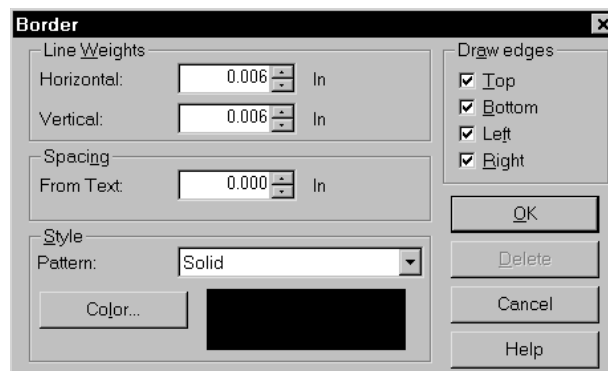 Border
Line Weights
Horizontal: 0.006 In
Vertical: 0.006 In
Spacing
From Text: 0.000 In
Style
Pattern: Solid
Color...
Draw edges
Top
Bottom
Left
Right
OK
Delete
Cancel
Help